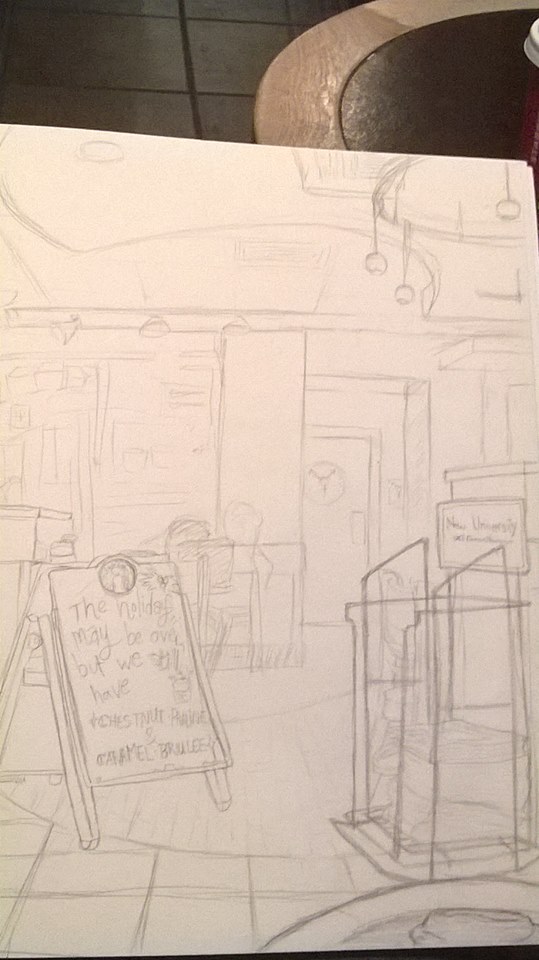 The holidays
may be over
but we still
have
*CHESTNUT PRALINE
&
CARAMEL BRULEE
New University